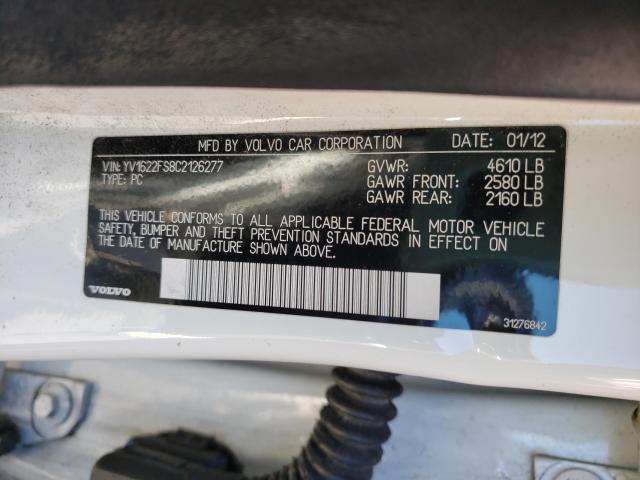 MFD BY VOLVO CAR CORPORATION DATE: 01/12
VIN: YV1622FS8C2126277 GVWR: 4610 LB
TYPE: PC GAWR FRONT: 2580 LB
GAWR REAR: 2160 LB
THIS VEHICLE CONFORMS TO ALL APPLICABLE FEDERAL MOTOR VEHICLE
SAFETY, BUMPER AND THEFT PREVENTION STANDARDS IN EFFECT ON
THE DATE OF MANUFACTURE SHOWN ABOVE.
VOLVO
31276842